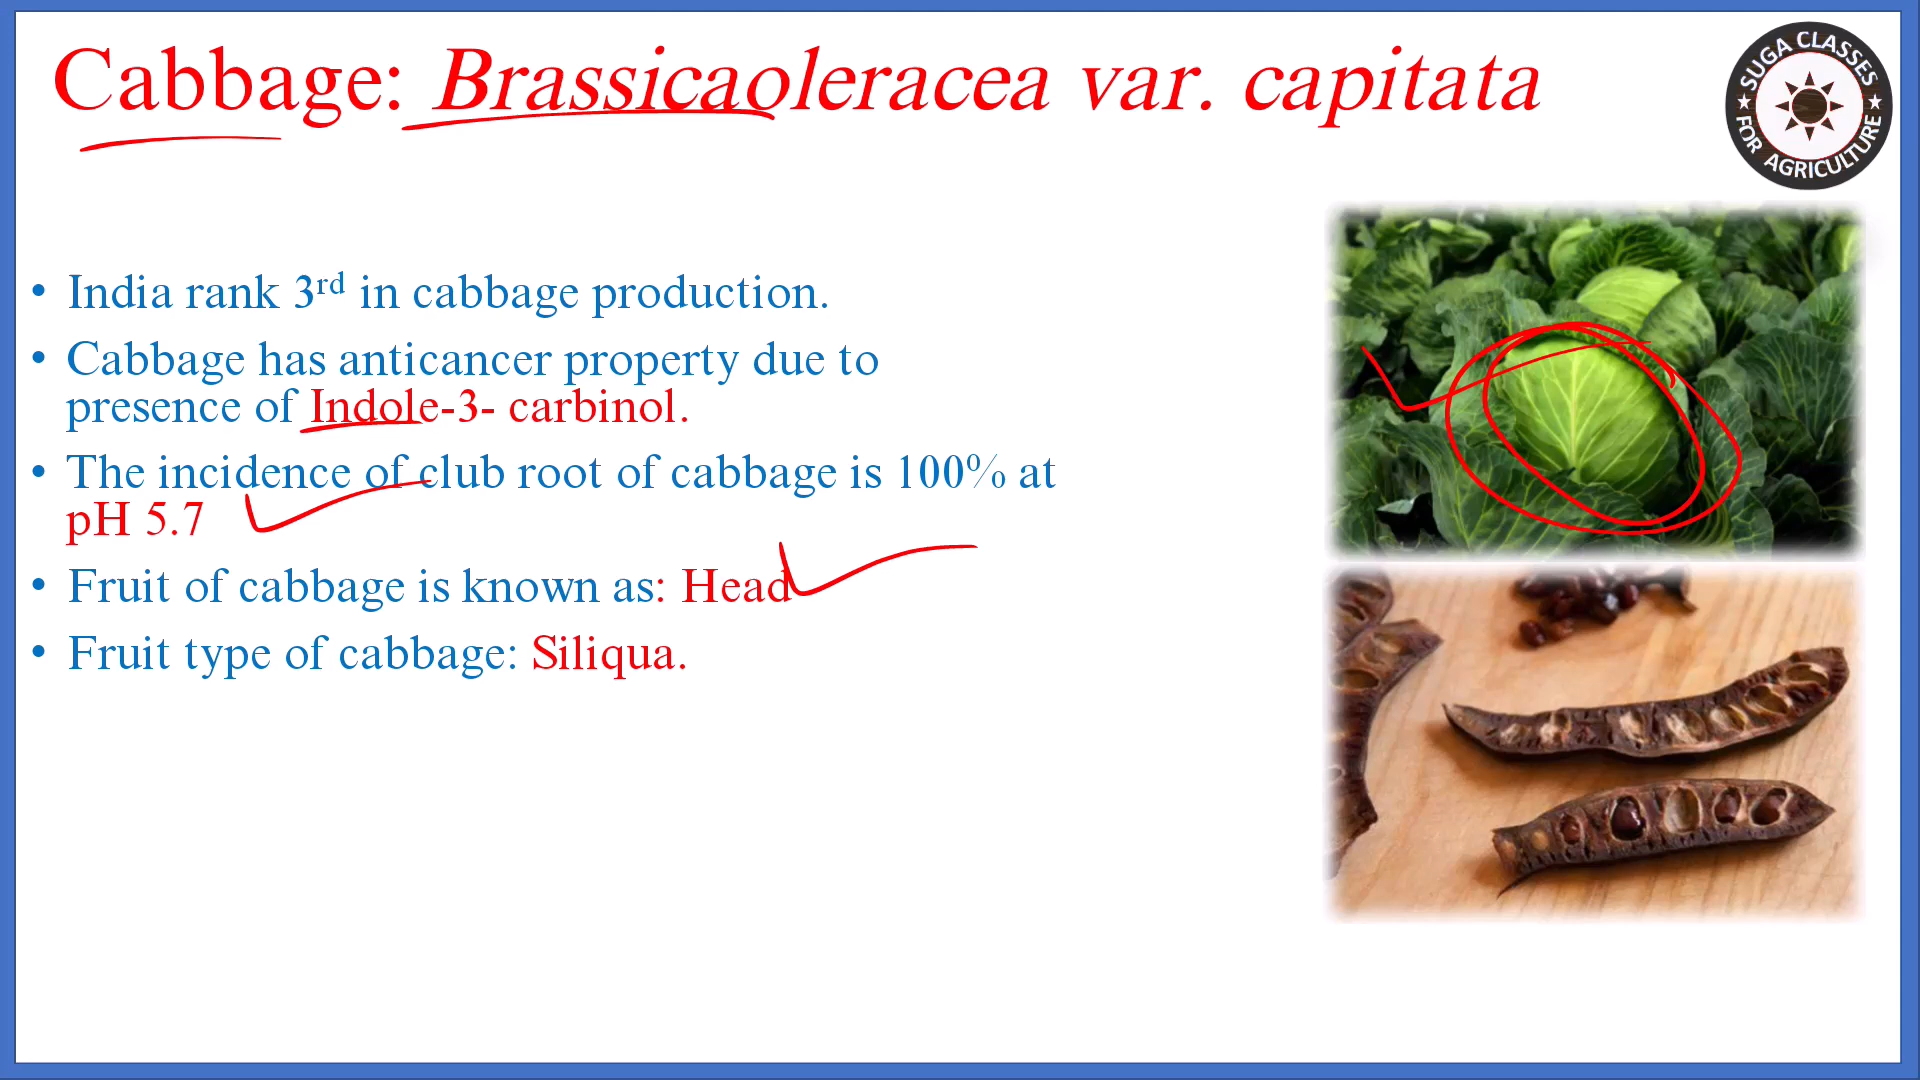 Cabbage: Brassicaoleracea var. capitata
SUGA CLASSES
FOR AGRICULTURE
• India rank 3rd in cabbage production.
• Cabbage has anticancer property due to
presence of Indole-3- carbinol.
• The incidence of club root of cabbage is 100% at
pH 5.7
• Fruit of cabbage is known as: Head
• Fruit type of cabbage: Siliqua.